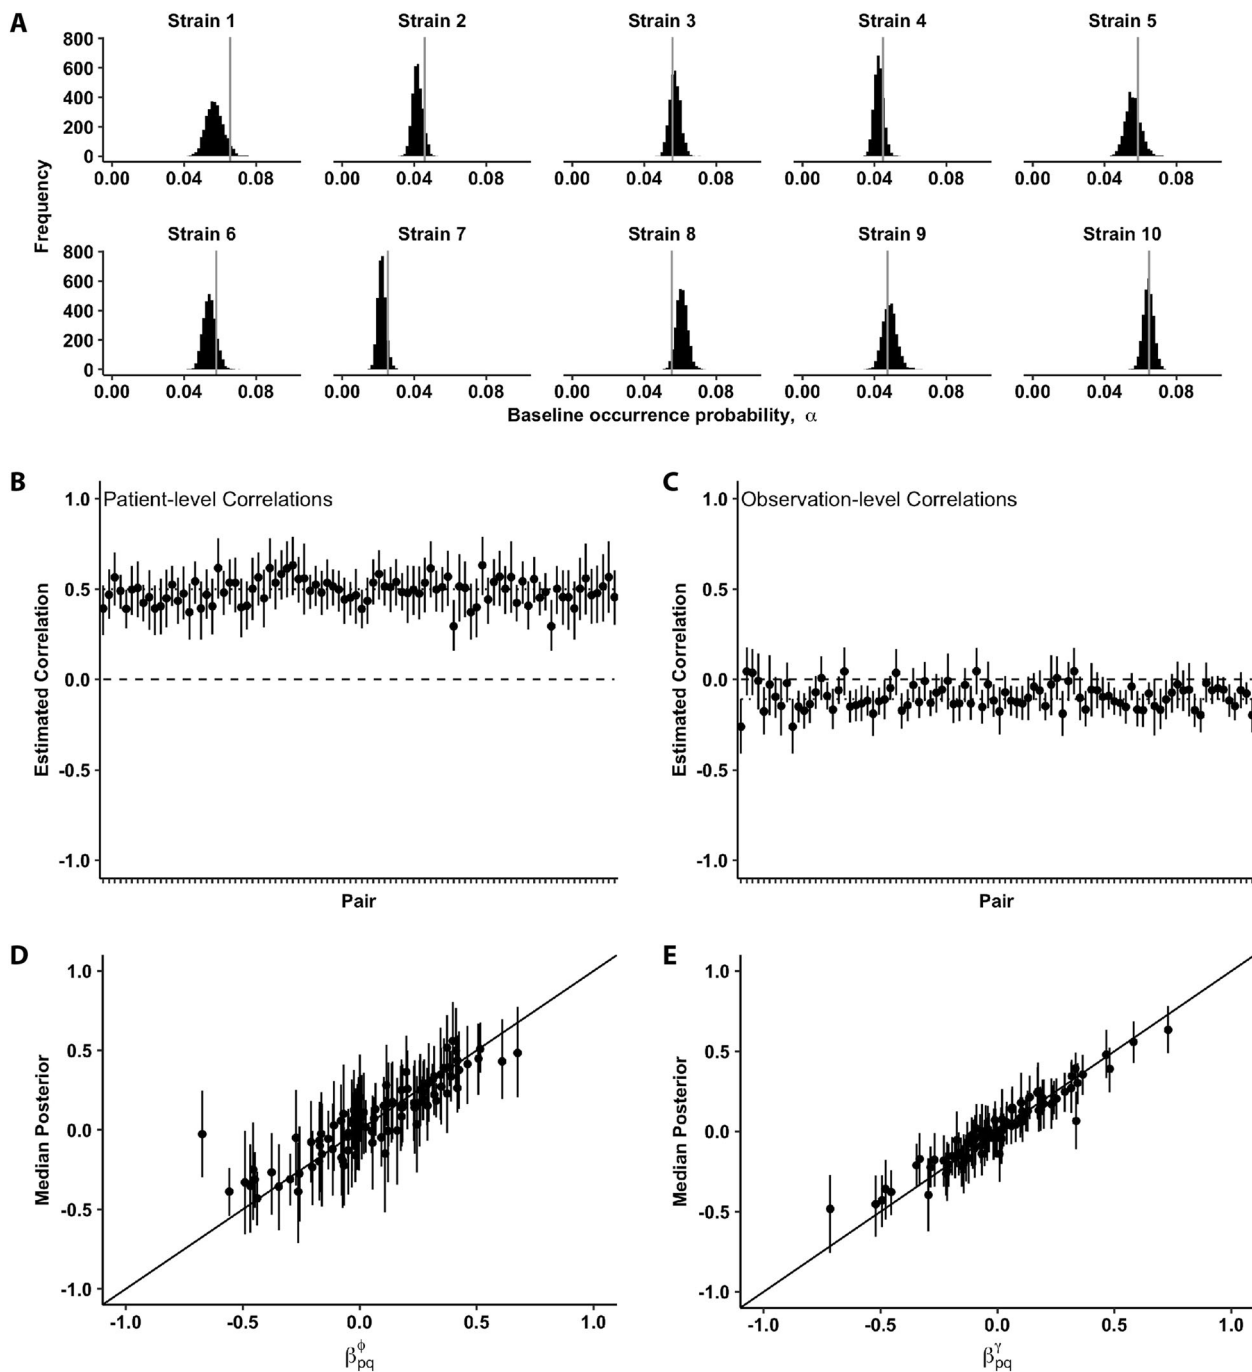 A
Strain 1 Strain 2 Strain 3 Strain 4 Strain 5
800
600
400
200
0
0.00 0.04 0.08 0.00 0.04 0.08 0.00 0.04 0.08 0.00 0.04 0.08 0.00 0.04 0.08
Frequency
Strain 6 Strain 7 Strain 8 Strain 9 Strain 10
800
600
400
200
0
0.00 0.04 0.08 0.00 0.04 0.08 0.00 0.04 0.08 0.00 0.04 0.08 0.00 0.04 0.08
Baseline occurrence probability, α
B
Patient-level Correlations
1.0
0.5
0.0
-0.5
-1.0
Estimated Correlation
Pair
C
Observation-level Correlations
1.0
0.5
0.0
-0.5
-1.0
Estimated Correlation
Pair
D
1.0
0.5
0.0
-0.5
-1.0
Median Posterior
-1.0 -0.5 0.0 0.5 1.0
β^ϕ_pq
E
1.0
0.5
0.0
-0.5
-1.0
Median Posterior
-1.0 -0.5 0.0 0.5 1.0
β^γ_pq